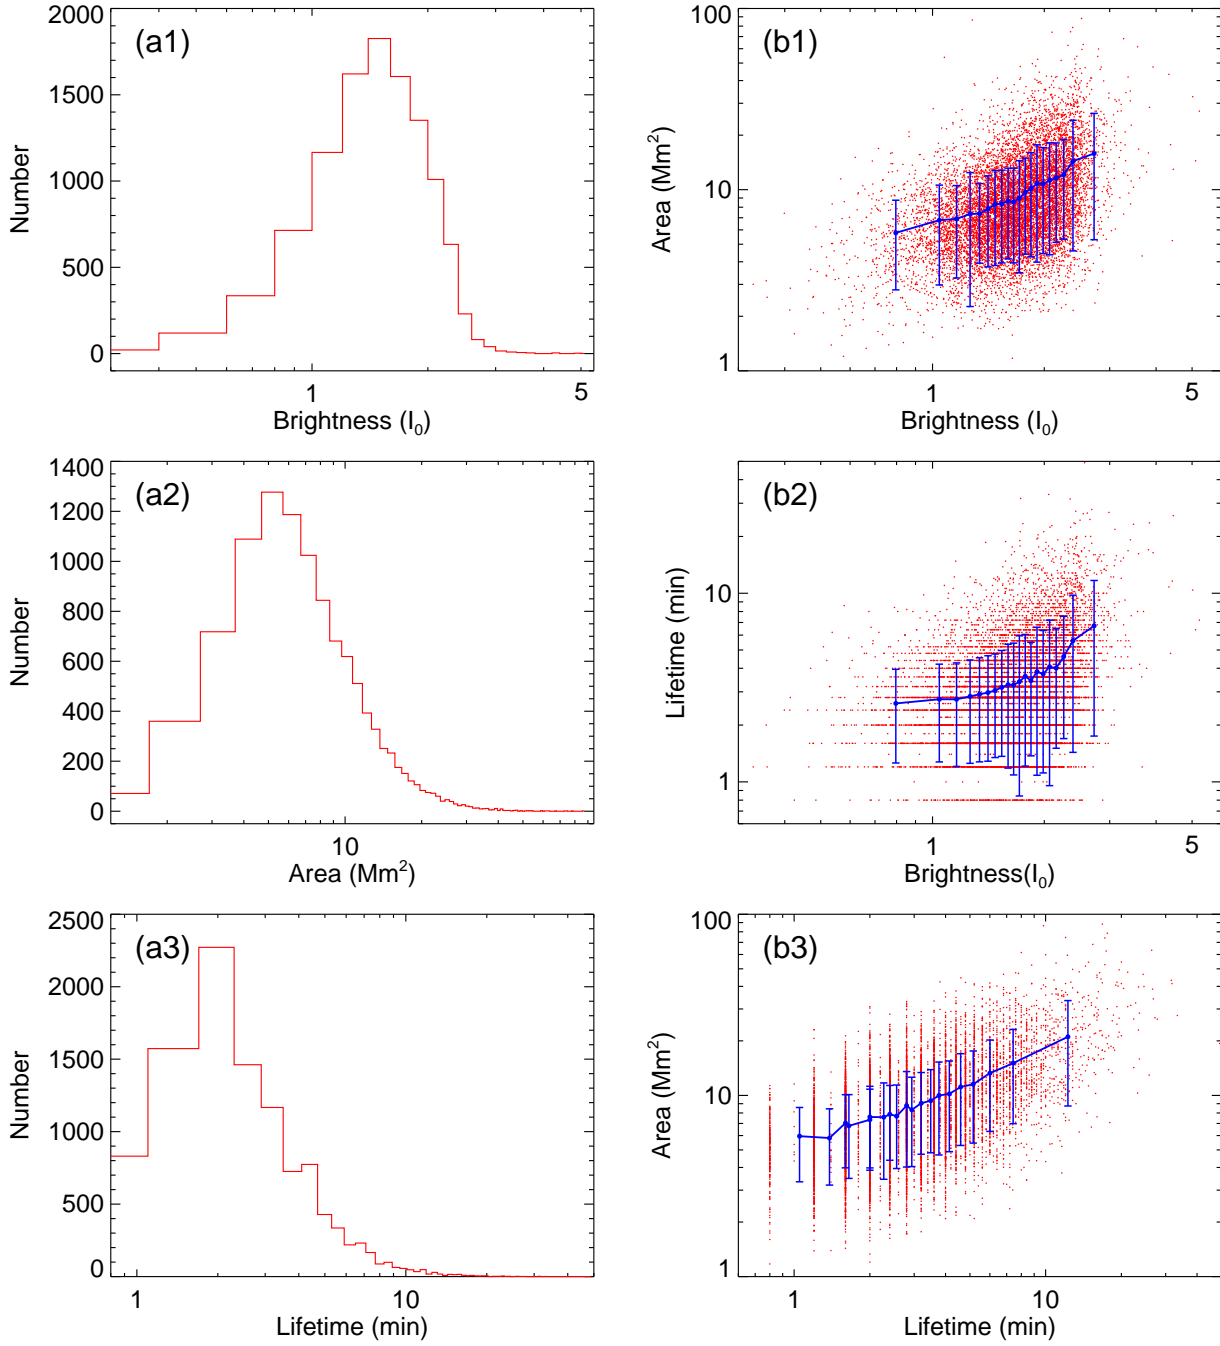 (a1)
2000
1500
1000
500
0
Number
1
5
Brightness (I₀)
(b1)
100
10
1
Area (Mm²)
1
5
Brightness (I₀)
(a2)
1400
1200
1000
800
600
400
200
0
Number
10
Area (Mm²)
(b2)
10
1
Lifetime (min)
1
5
Brightness(I₀)
(a3)
2500
2000
1500
1000
500
0
Number
1
10
Lifetime (min)
(b3)
100
10
1
Area (Mm²)
1
10
Lifetime (min)